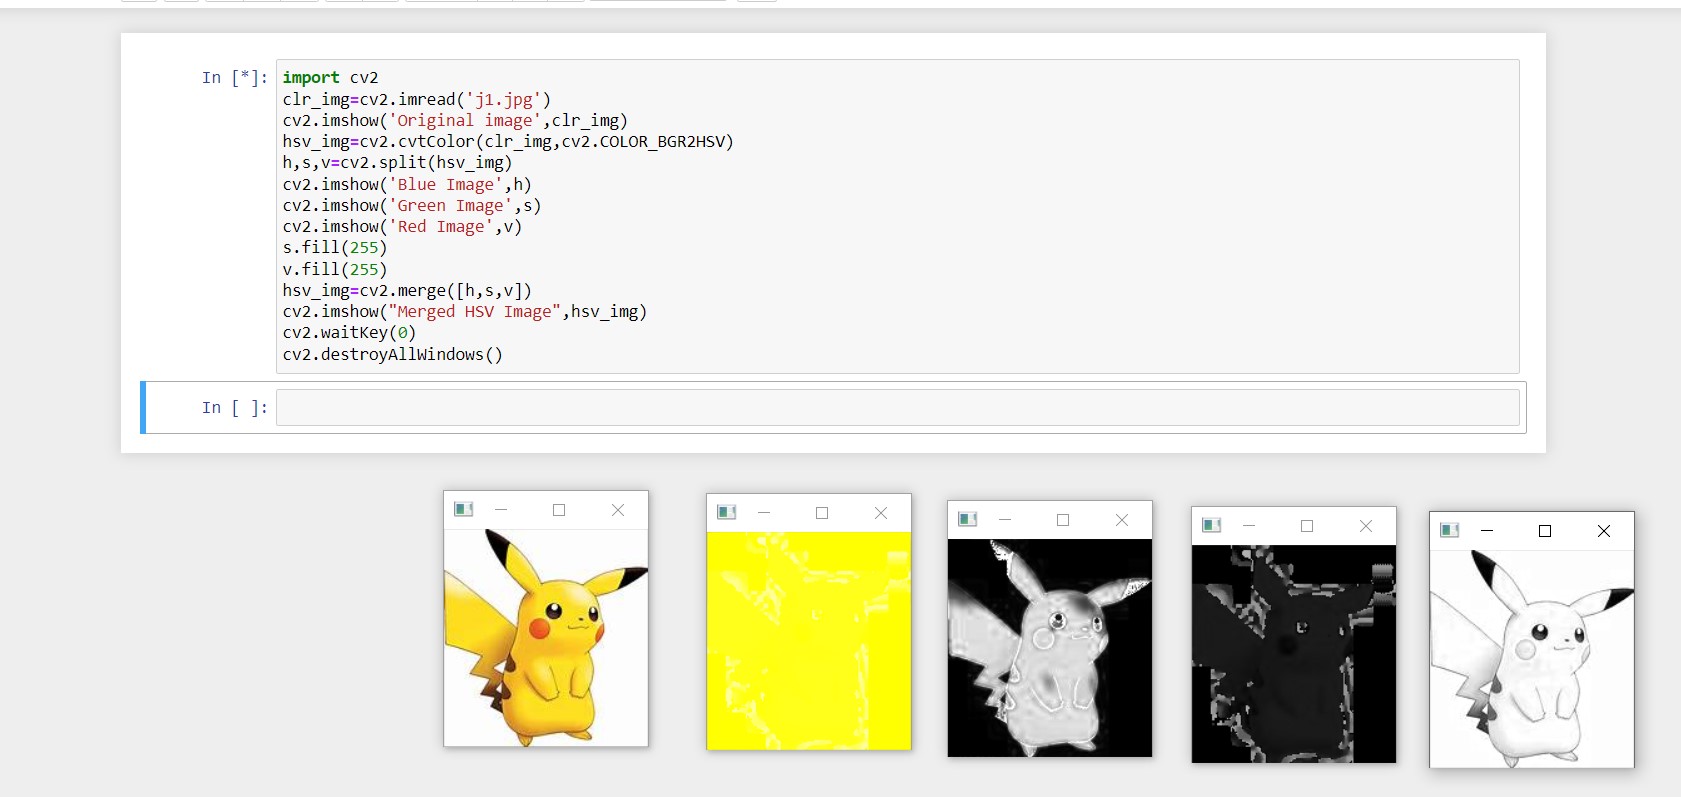 In [*]:
import cv2
clr_img=cv2.imread('j1.jpg')
cv2.imshow('Original image',clr_img)
hsv_img=cv2.cvtColor(clr_img,cv2.COLOR_BGR2HSV)
h,s,v=cv2.split(hsv_img)
cv2.imshow('Blue Image',h)
cv2.imshow('Green Image',s)
cv2.imshow('Red Image',v)
s.fill(255)
v.fill(255)
hsv_img=cv2.merge([h,s,v])
cv2.imshow("Merged HSV Image",hsv_img)
cv2.waitKey(0)
cv2.destroyAllWindows()
In [ ]: